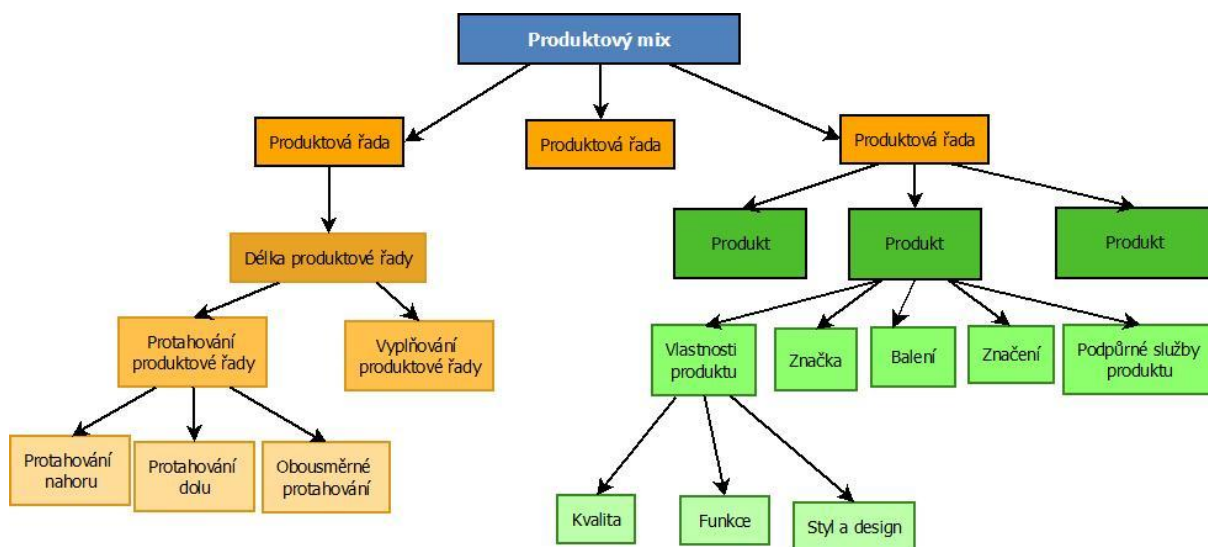 Produktový mix
Produktová řada
Produktová řada
Produktová řada
Produkt
Produkt
Produkt
Délka produktové řady
Protahování
produktové řady
Vyplňování
produktové řady
Vlastnosti
produktu
Značka
Balení
Značení
Podpůrné služby
produktu
Protahování
nahoru
Protahování
dolu
Obousměrné
protahování
Kvalita
Funkce
Styl a design